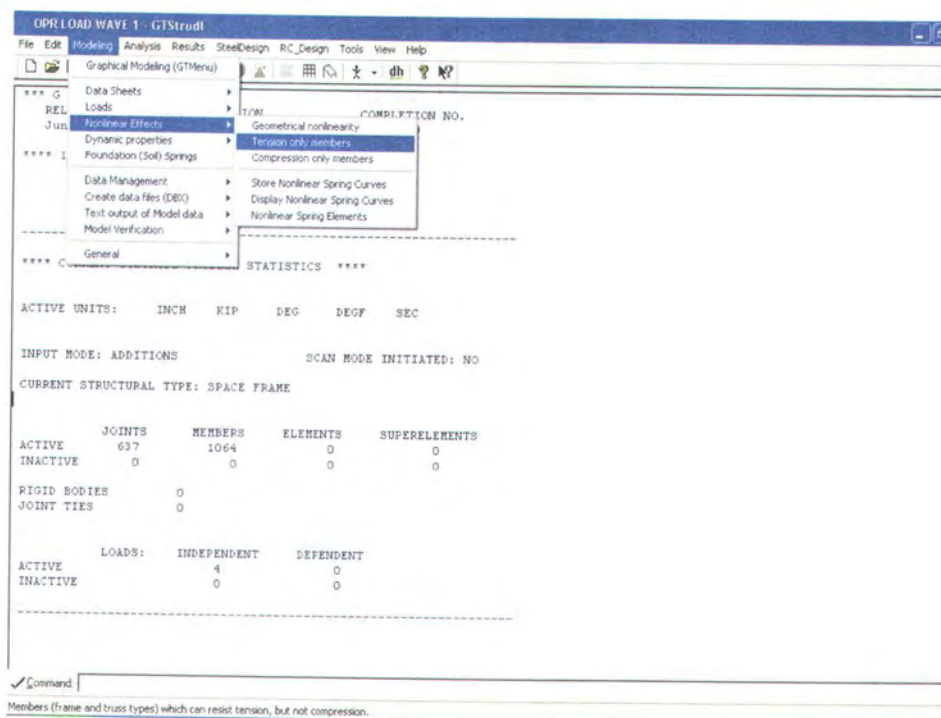 OPR LOAD WAVE 1 - GTStrudl
File Edit Modeling Analysis Results SteelDesign RC_Design Tools View Help
Graphical Modeling (GTMenu)
Data Sheets
Loads
Nonlinear Effects
Dynamic properties
Foundation (Soil) Springs
Data Management
Create data files (DBX)
Text output of Model data
Model Verification
General
Geometrical nonlinearity
Tension only members
Compression only members
Store Nonlinear Spring Curves
Display Nonlinear Spring Curves
Nonlinear Spring Elements
dh
*** G
REL ION COMPLETION NO.
Jun
**** I
**** C STATISTICS ****
ACTIVE UNITS: INCH KIP DEG DEGF SEC
INPUT MODE: ADDITIONS SCAN MODE INITIATED: NO
CURRENT STRUCTURAL TYPE: SPACE FRAME
JOINTS MEMBERS ELEMENTS SUPERELEMENTS
ACTIVE 637 1064 0 0
INACTIVE 0 0 0 0
RIGID BODIES 0
JOINT TIES 0
LOADS: INDEPENDENT DEPENDENT
ACTIVE 4 0
INACTIVE 0 0
Command:
Members (frame and truss types) which can resist tension, but not compression.